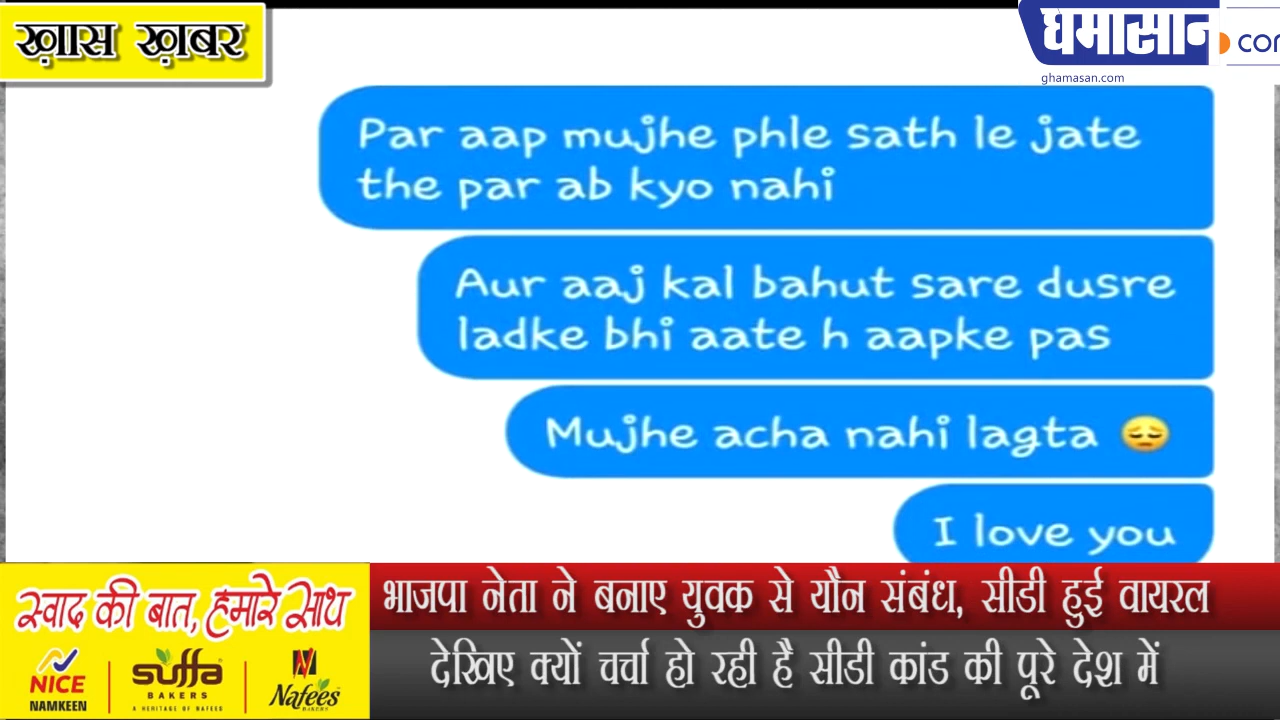 ख़ास ख़बर
घमासान
ghamasan.com
Par aap mujhe phle sath le jate
the par ab kyo nahi
Aur aaj kal bahut sare dusre
ladke bhi aate h aapke pas
Mujhe acha nahi lagta 😔
I love you
स्वाद की बात, हमारे साथ
NICE
NAMKEEN
suffa
BAKERS
A HERITAGE OF NAFEES
N
Nafees
BAKERS
भाजपा नेता ने बनाए युवक से यौन संबंध, सीडी हुई वायरल
देखिए क्यों चर्चा हो रही है सीडी कांड की पूरे देश में